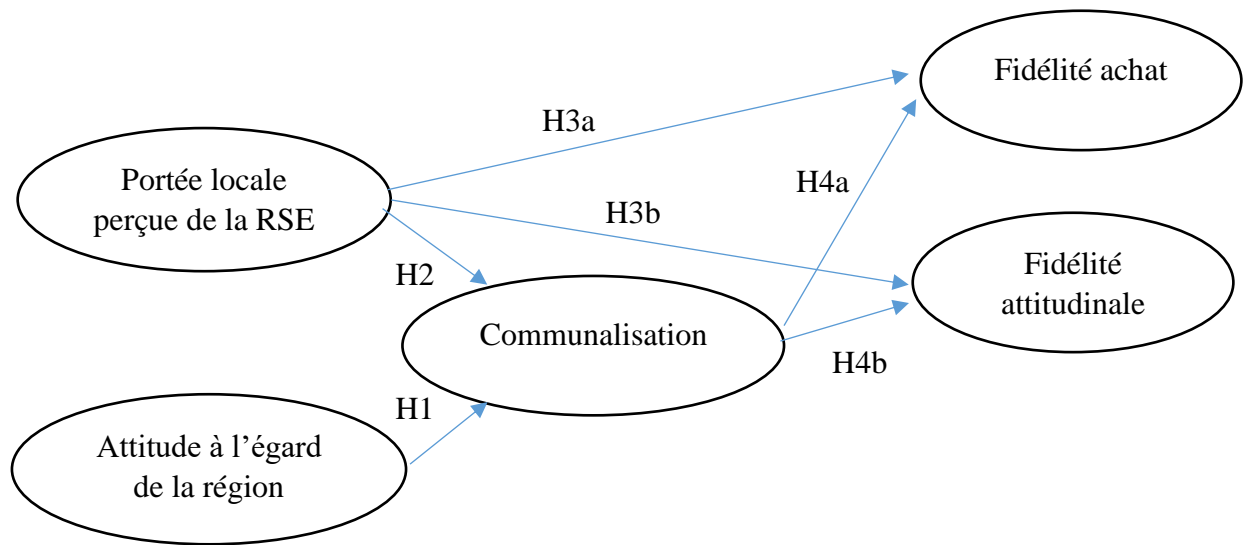 Fidélité achat
H3a
Portée locale
perçue de la RSE
H4a
H3b
Fidélité
attitudinale
H2
Communalisation
H4b
H1
Attitude à l’égard
de la région